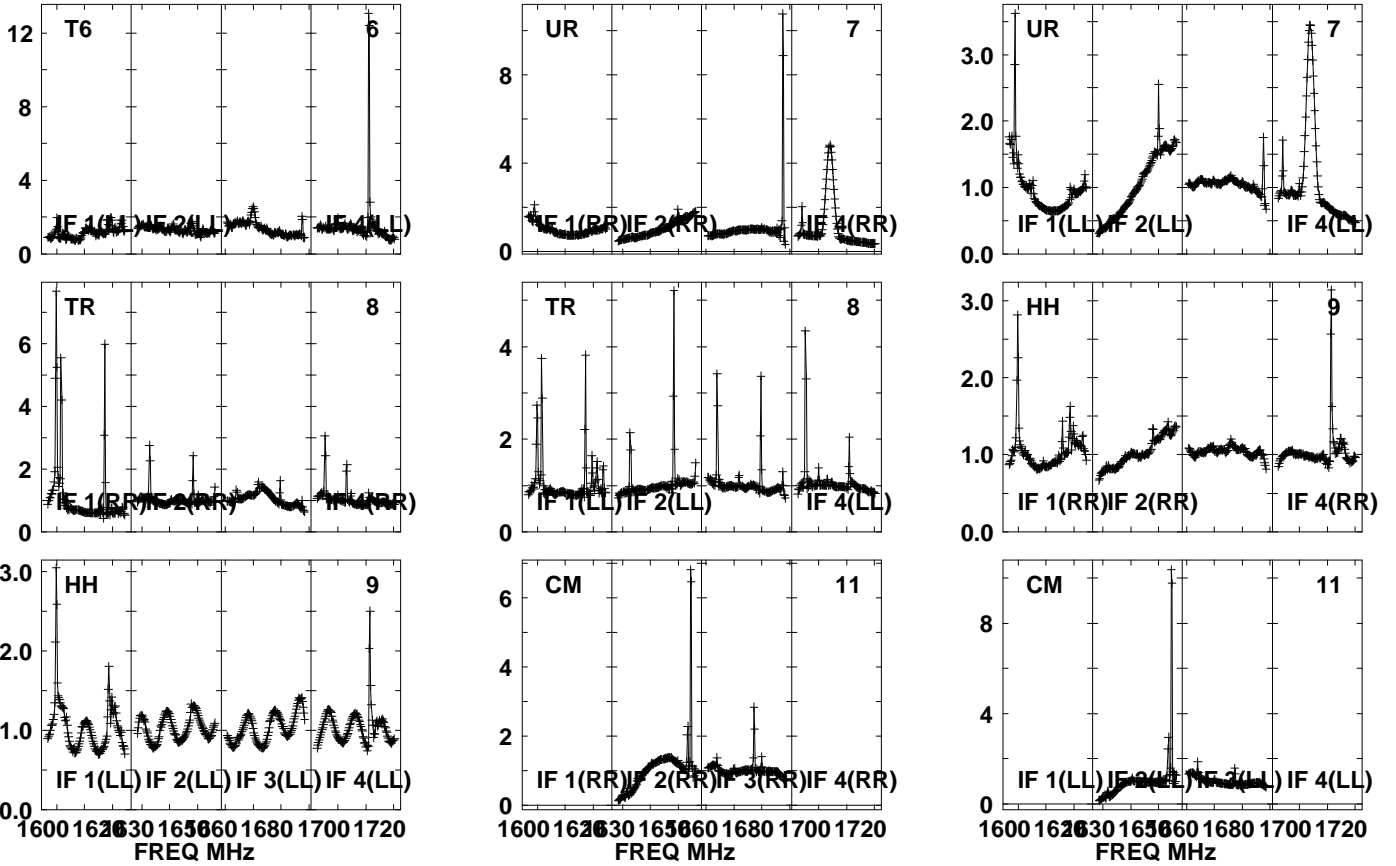 T6 6
12
8
4
0
IF 1(LL) IF 2(LL) IF 4(LL)
UR 7
8
4
0
IF 1(RR) IF 2(RR) IF 4(RR)
UR 7
3.0
2.0
1.0
0.0
IF 1(LL) IF 2(LL) IF 4(LL)
TR 8
6
4
2
0
IF 1(RR) IF 2(RR) IF 4(RR)
TR 8
4
2
0
IF 1(LL) IF 2(LL) IF 4(LL)
HH 9
3.0
2.0
1.0
0.0
IF 1(RR) IF 2(RR) IF 4(RR)
HH 9
3.0
2.0
1.0
0.0
IF 1(LL) IF 2(LL) IF 3(LL) IF 4(LL)
1600 1620 1630 1650 1660 1680 1700 1720
FREQ MHz
CM 11
6
4
2
0
IF 1(RR) IF 2(RR) IF 3(RR) IF 4(RR)
1600 1620 1630 1650 1660 1680 1700 1720
FREQ MHz
CM 11
8
4
0
IF 1(LL) IF 2(LL) IF 3(LL) IF 4(LL)
1600 1620 1630 1650 1660 1680 1700 1720
FREQ MHz